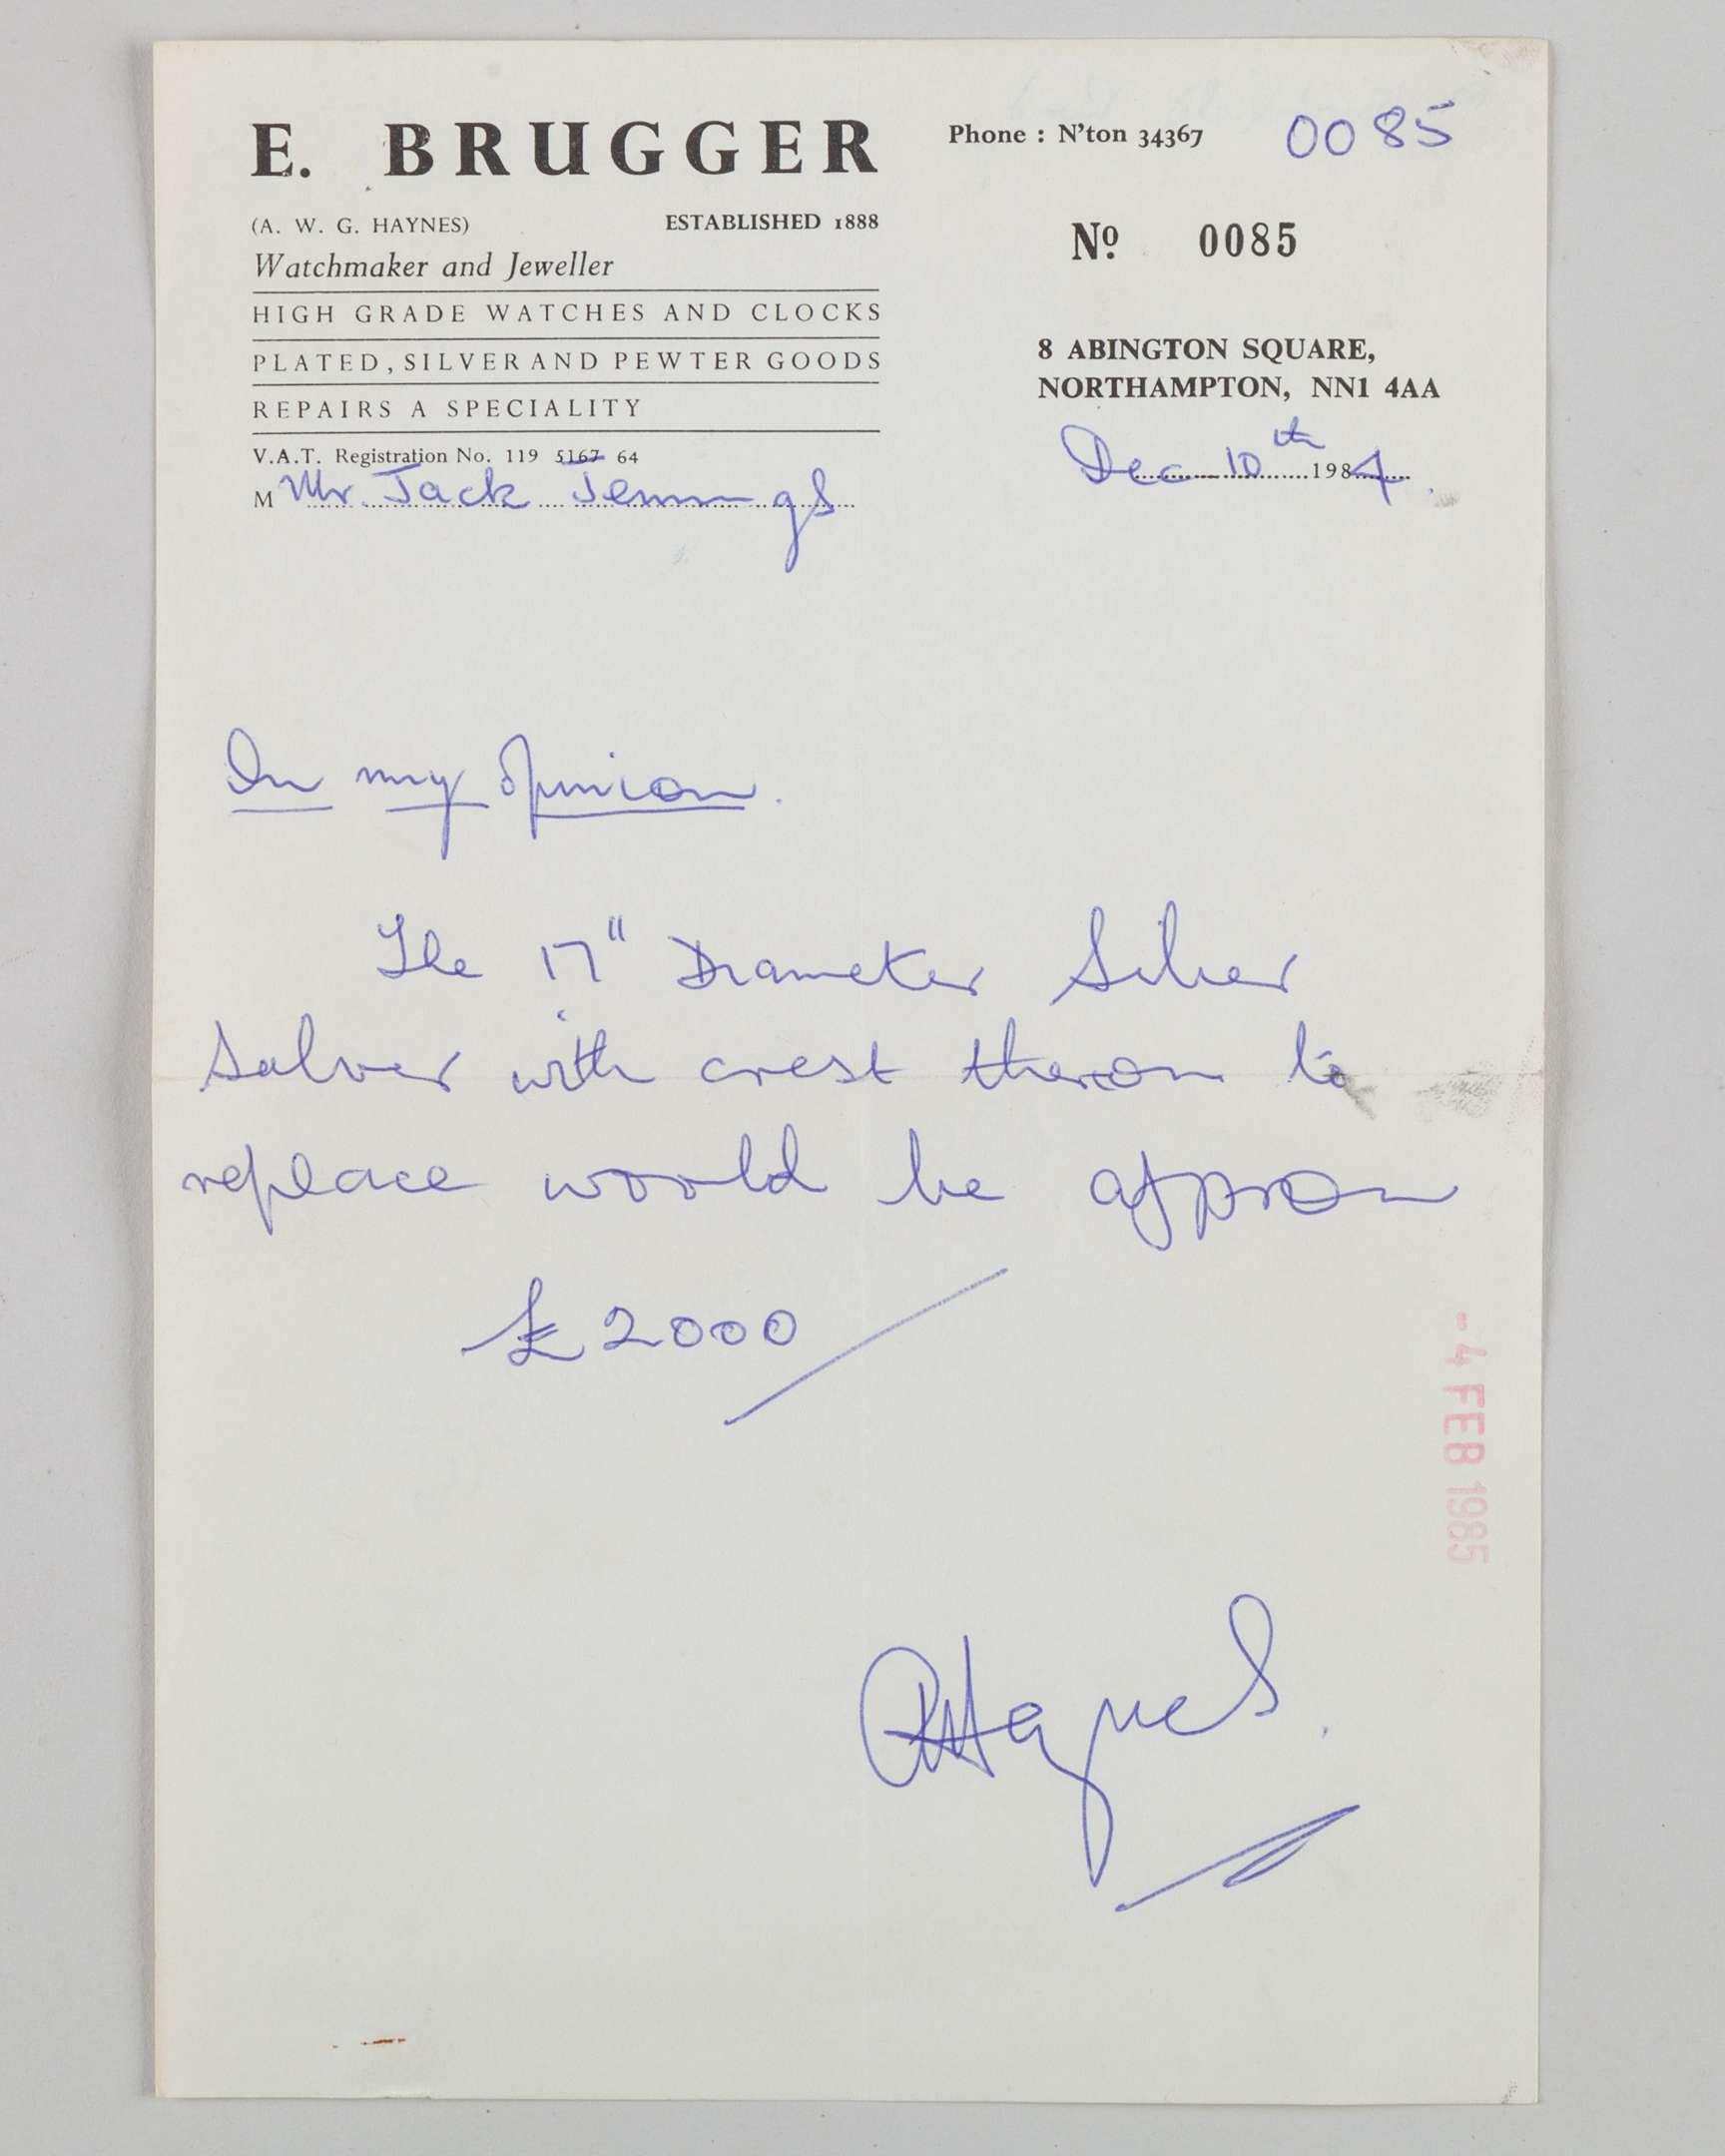 E. BRUGGER
Phone : N'ton 34367
0085
(A. W. G. HAYNES) ESTABLISHED 1888
Watchmaker and Jeweller
Nº 0085
HIGH GRADE WATCHES AND CLOCKS
PLATED, SILVER AND PEWTER GOODS
REPAIRS A SPECIALITY
8 ABINGTON SQUARE,
NORTHAMPTON, NN1 4AA
V.A.T. Registration No. 119 5167 64
Dec 10th 1984.
M Mr. Jack Jennings
In my opinion.
The 17" Diameter Silver
Salver with crest thereon to
replace would be approx
£2000
-4 FEB 1985
Haynes.